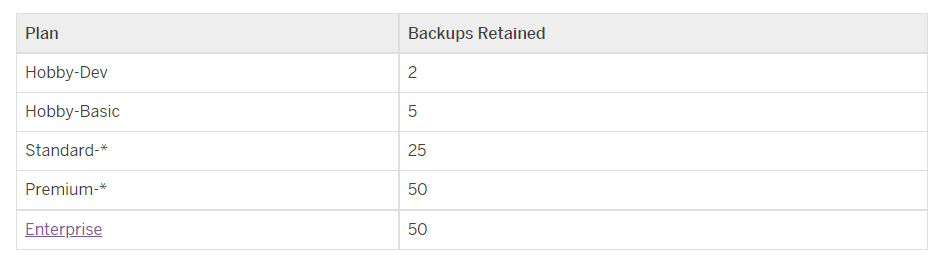 Plan Backups Retained
Hobby-Dev 2
Hobby-Basic 5
Standard-* 25
Premium-* 50
Enterprise 50